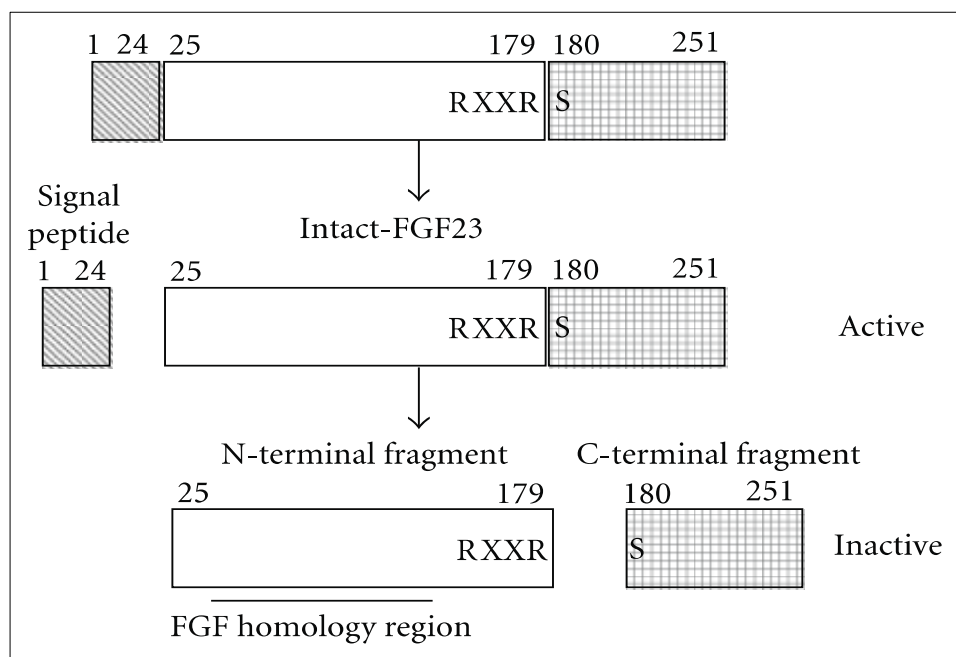 1 24 25 179 180 251
RXXR S
Signal
peptide
Intact-FGF23
1 24 25 179 180 251
RXXR S
Active
N-terminal fragment C-terminal fragment
25 179 180 251
RXXR S
Inactive
FGF homology region